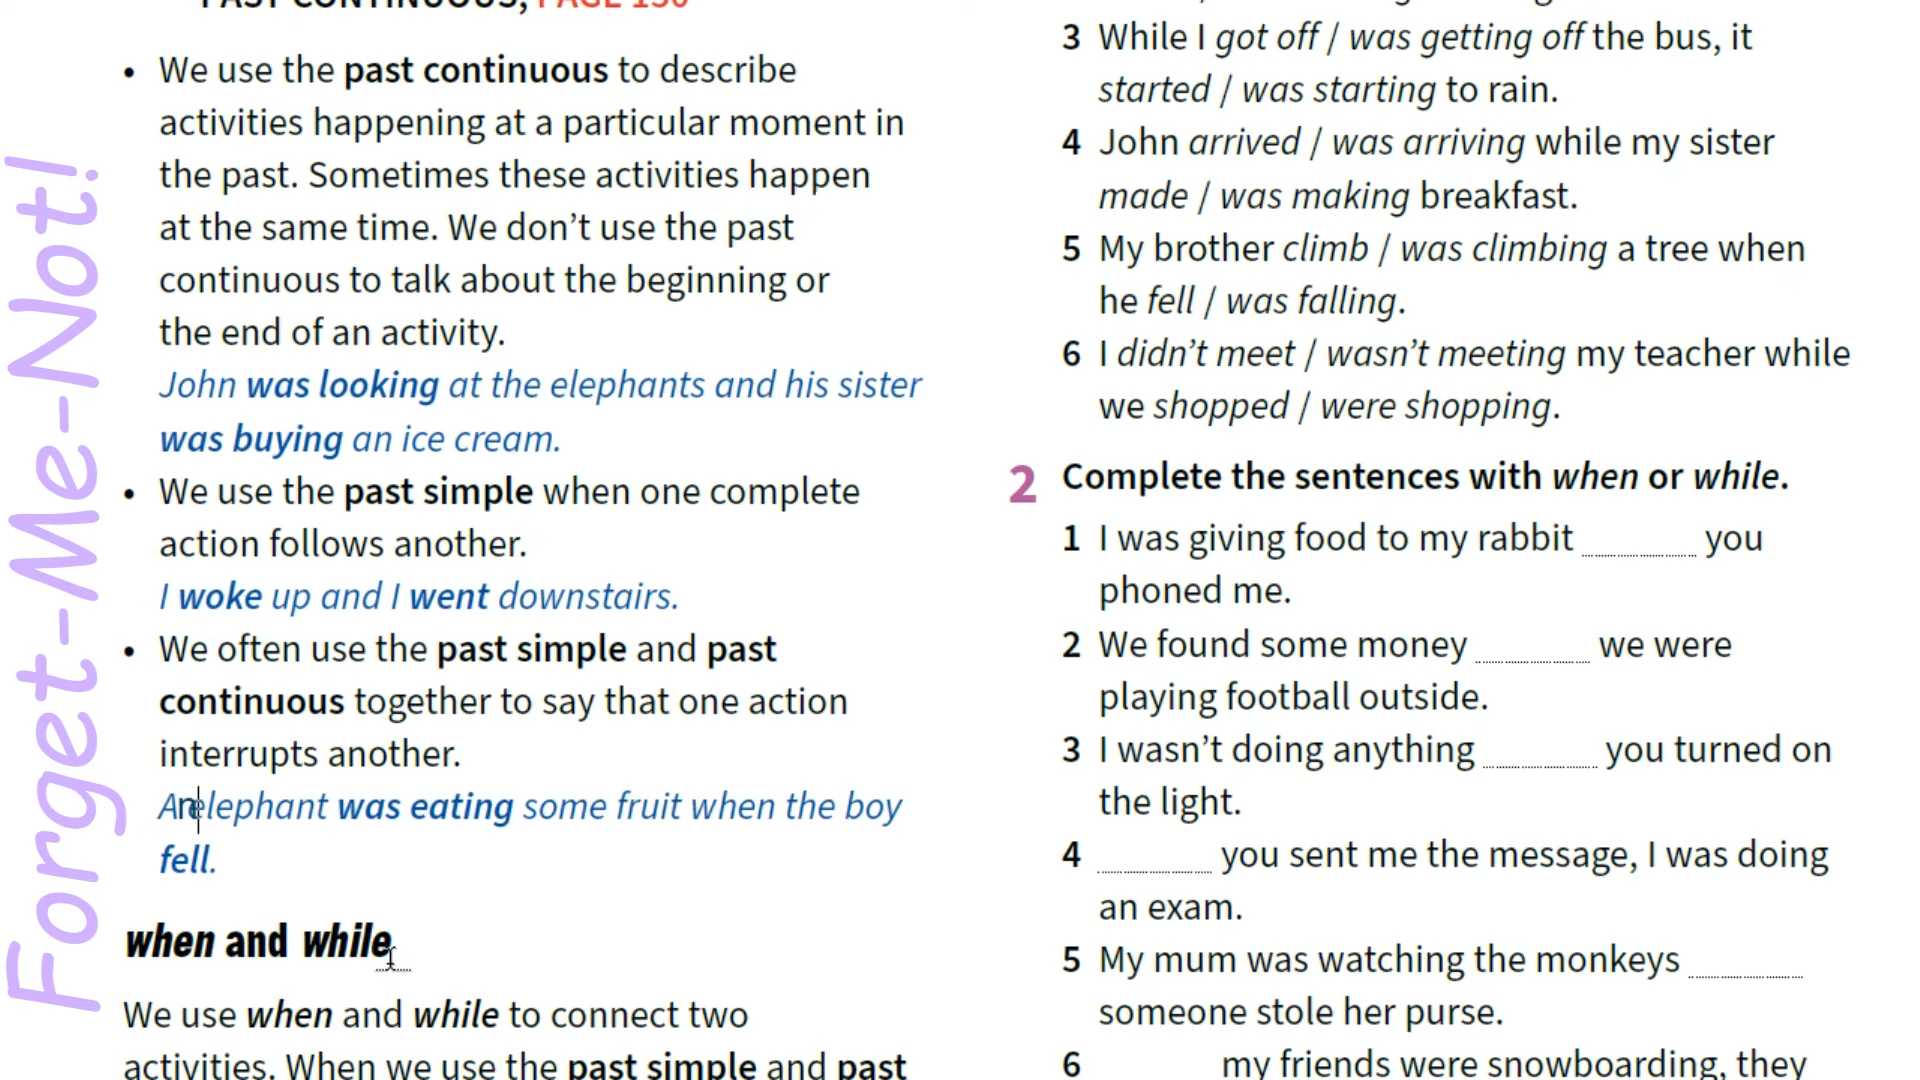 PAST CONTINUOUS, PAGE 130
• We use the past continuous to describe
activities happening at a particular moment in
the past. Sometimes these activities happen
at the same time. We don’t use the past
continuous to talk about the beginning or
the end of an activity.
John was looking at the elephants and his sister
was buying an ice cream.
• We use the past simple when one complete
action follows another.
I woke up and I went downstairs.
• We often use the past simple and past
continuous together to say that one action
interrupts another.
An elephant was eating some fruit when the boy
fell.
when and while
We use when and while to connect two
activities. When we use the past simple and past
3 While I got off / was getting off the bus, it
started / was starting to rain.
4 John arrived / was arriving while my sister
made / was making breakfast.
5 My brother climb / was climbing a tree when
he fell / was falling.
6 I didn’t meet / wasn’t meeting my teacher while
we shopped / were shopping.
2 Complete the sentences with when or while.
1 I was giving food to my rabbit ............ you
phoned me.
2 We found some money ............ we were
playing football outside.
3 I wasn’t doing anything ............ you turned on
the light.
4 ............ you sent me the message, I was doing
an exam.
5 My mum was watching the monkeys ............
someone stole her purse.
6 my friends were snowboarding, they
Forget-Me-Not!